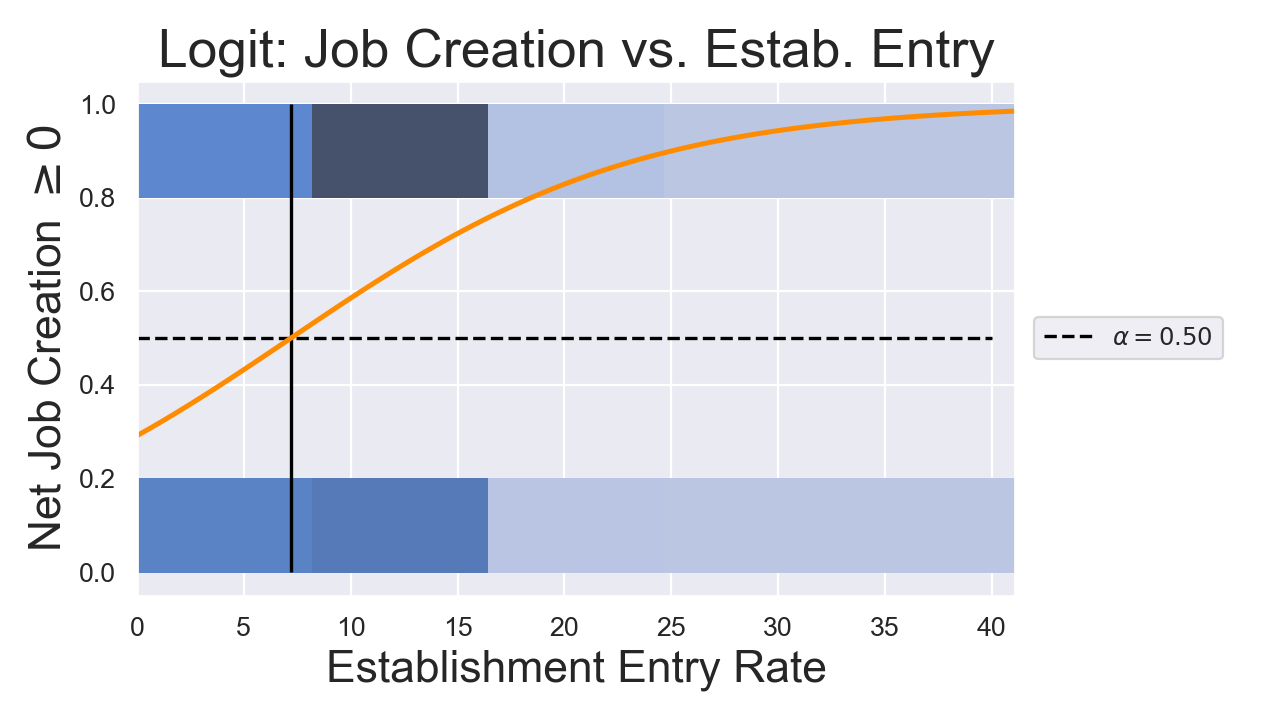 Logit: Job Creation vs. Estab. Entry
Net Job Creation ≥ 0
1.0
0.8
0.6
0.4
0.2
0.0
0 5 10 15 20 25 30 35 40
Establishment Entry Rate
α = 0.50